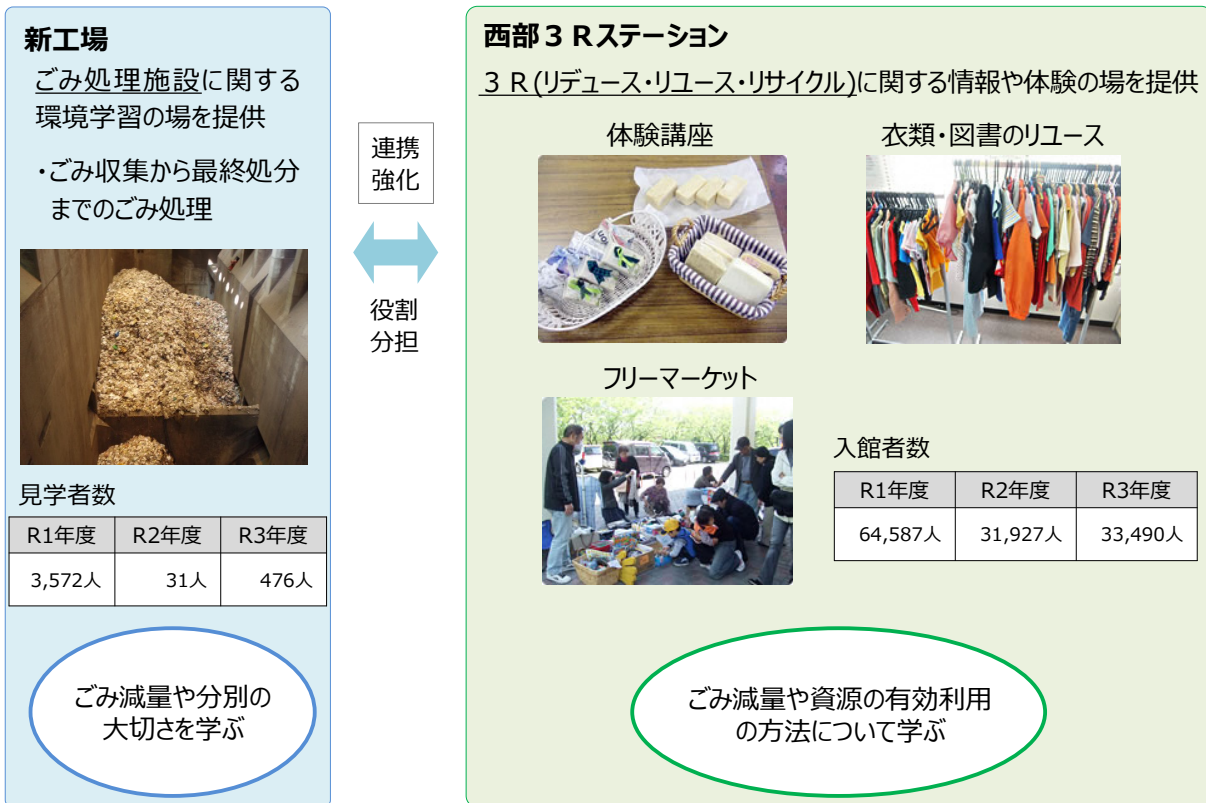 新工場
ごみ処理施設に関する
環境学習の場を提供
・ごみ収集から最終処分
までのごみ処理
見学者数
R1年度 R2年度 R3年度
3,572人 31人 476人
ごみ減量や分別の
大切さを学ぶ
連携
強化
役割
分担
西部3Rステーション
3R(リデュース・リユース・リサイクル)に関する情報や体験の場を提供
体験講座
衣類・図書のリユース
フリーマーケット
入館者数
R1年度 R2年度 R3年度
64,587人 31,927人 33,490人
ごみ減量や資源の有効利用
の方法について学ぶ